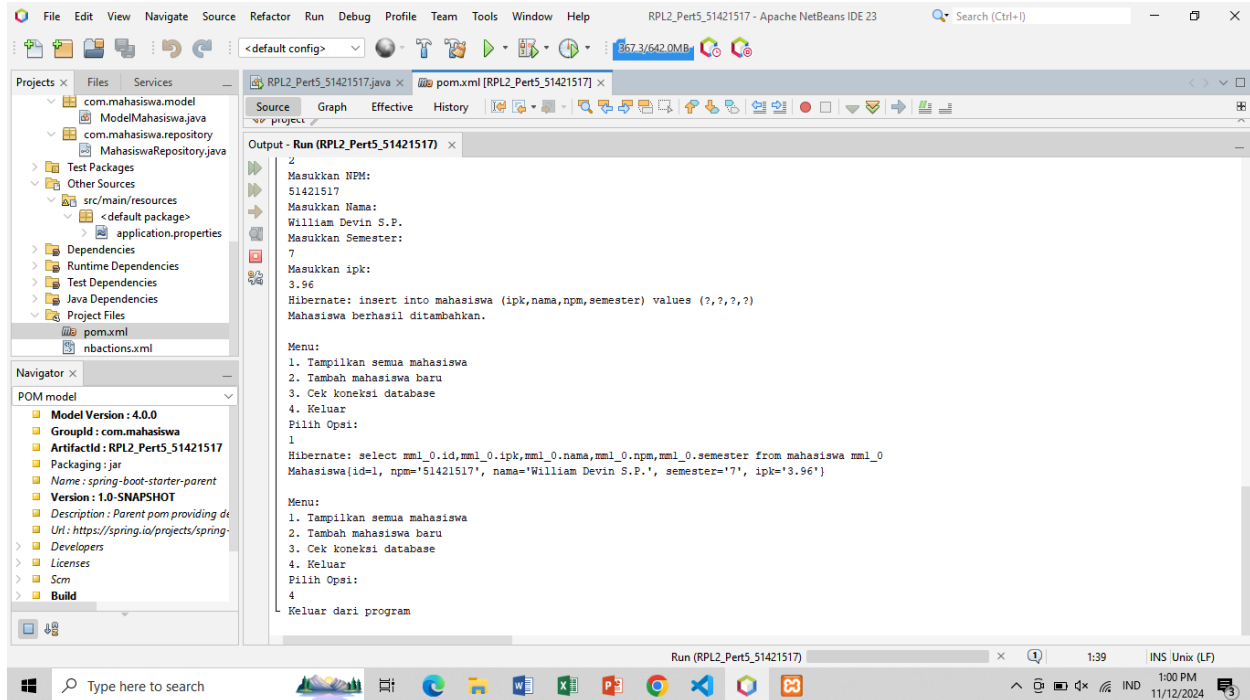 File Edit View Navigate Source Refactor Run Debug Profile Team Tools Window Help RPL2_Pert5_51421517 - Apache NetBeans IDE 23 Search (Ctrl+I)
<default config> 367.3/642.0MB
Projects × Files Services
com.mahasiswa.model
ModelMahasiswa.java
com.mahasiswa.repository
MahasiswaRepository.java
Test Packages
Other Sources
src/main/resources
<default package>
application.properties
Dependencies
Runtime Dependencies
Test Dependencies
Java Dependencies
Project Files
pom.xml
nbactions.xml
Navigator ×
POM model
Model Version : 4.0.0
GroupId : com.mahasiswa
ArtifactId : RPL2_Pert5_51421517
Packaging : jar
Name : spring-boot-starter-parent
Version : 1.0-SNAPSHOT
Description : Parent pom providing de
Url : https://spring.io/projects/spring-
Developers
Licenses
Scm
Build
RPL2_Pert5_51421517.java × pom.xml [RPL2_Pert5_51421517] ×
Source Graph Effective History
project
Output - Run (RPL2_Pert5_51421517) ×
2
Masukkan NPM:
51421517
Masukkan Nama:
William Devin S.P.
Masukkan Semester:
7
Masukkan ipk:
3.96
Hibernate: insert into mahasiswa (ipk,nama,npm,semester) values (?,?,?,?)
Mahasiswa berhasil ditambahkan.
Menu:
1. Tampilkan semua mahasiswa
2. Tambah mahasiswa baru
3. Cek koneksi database
4. Keluar
Pilih Opsi:
1
Hibernate: select mm1_0.id,mm1_0.ipk,mm1_0.nama,mm1_0.npm,mm1_0.semester from mahasiswa mm1_0
Mahasiswa{id=1, npm='51421517', nama='William Devin S.P.', semester='7', ipk='3.96'}
Menu:
1. Tampilkan semua mahasiswa
2. Tambah mahasiswa baru
3. Cek koneksi database
4. Keluar
Pilih Opsi:
4
Keluar dari program
Run (RPL2_Pert5_51421517) 1 1:39 INS Unix (LF)
Type here to search IND 1:00 PM
11/12/2024 3